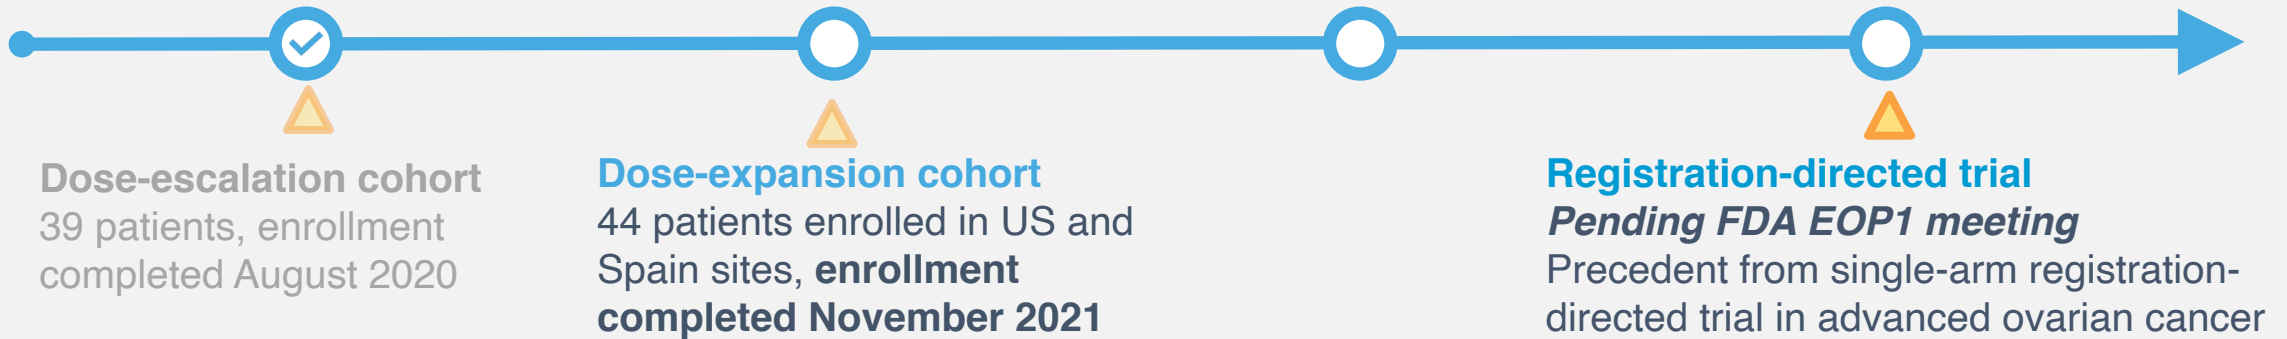 Dose-escalation cohort
39 patients, enrollment
completed August 2020
Dose-expansion cohort
44 patients enrolled in US and
Spain sites, enrollment
completed November 2021
Registration-directed trial
Pending FDA EOP1 meeting
Precedent from single-arm registration-
directed trial in advanced ovarian cancer